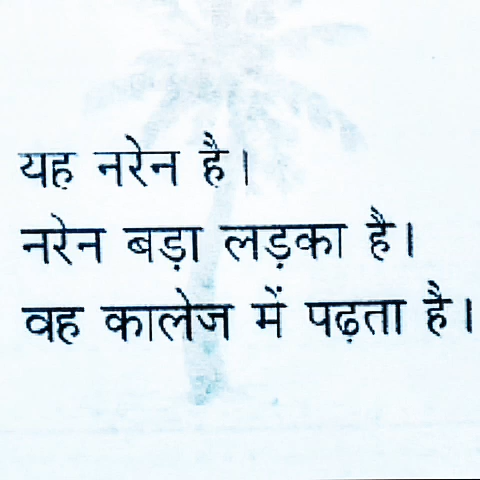 यह नरेन है।
नरेन बड़ा लड़का है।
वह कालेज में पढ़ता है।